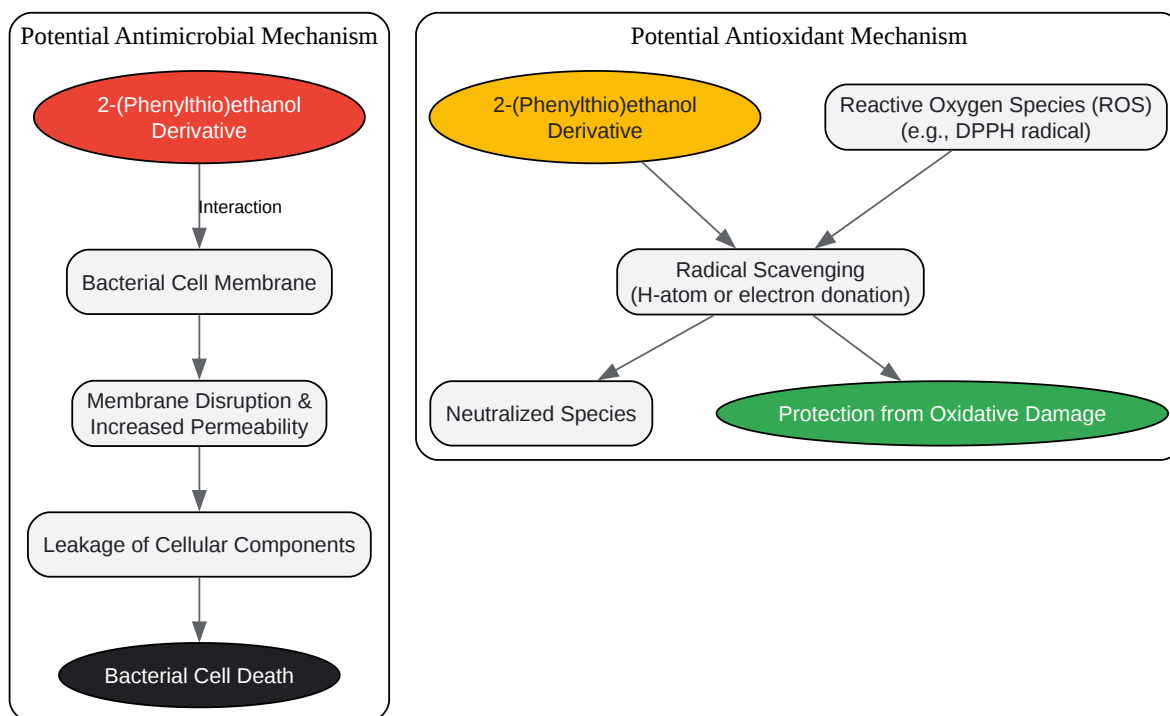 Potential Antimicrobial Mechanism
2-(Phenylthio)ethanol
Derivative
Interaction
Bacterial Cell Membrane
Membrane Disruption &
Increased Permeability
Leakage of Cellular Components
Bacterial Cell Death
Potential Antioxidant Mechanism
2-(Phenylthio)ethanol
Derivative
Reactive Oxygen Species (ROS)
(e.g., DPPH radical)
Radical Scavenging
(H-atom or electron donation)
Neutralized Species
Protection from Oxidative Damage